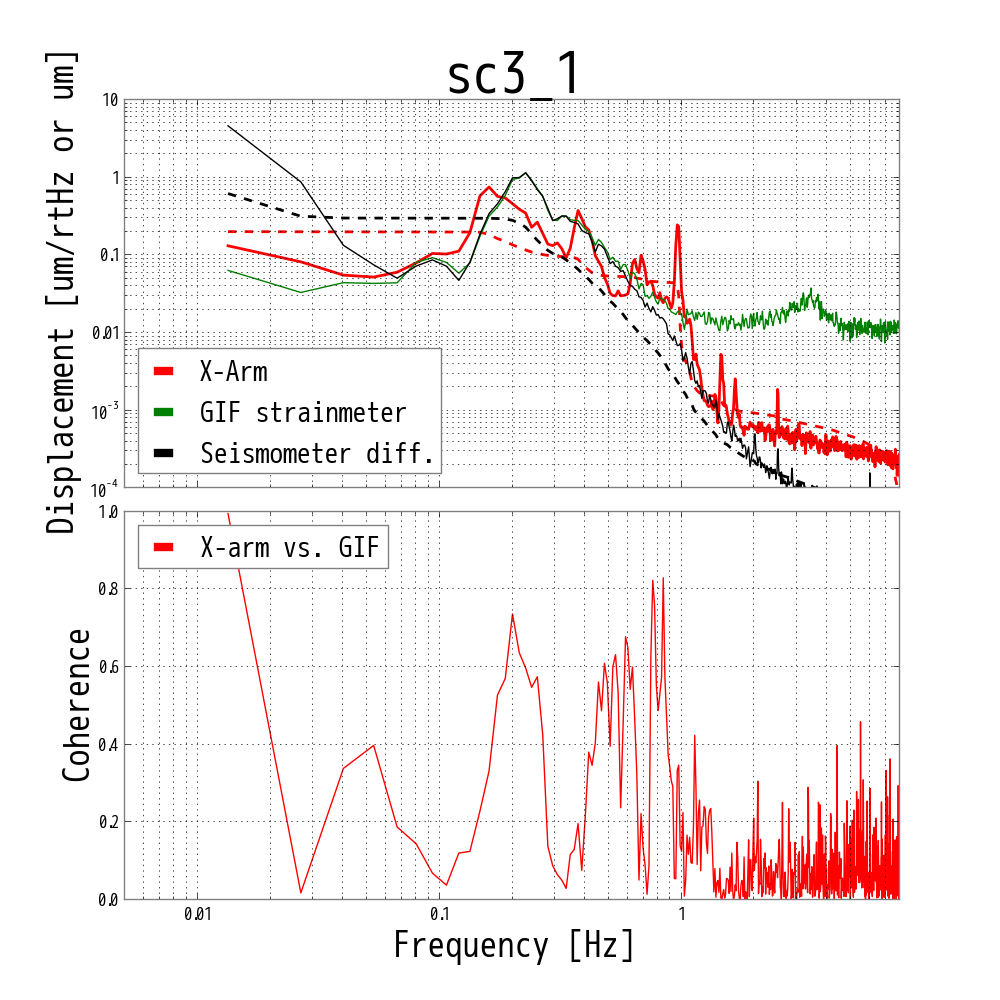 sc3_1
Displacement [um/rtHz or um]
10
1
0.1
0.01
10^-3
10^-4
X-Arm
GIF strainmeter
Seismometer diff.
Coherence
1.0
0.8
0.6
0.4
0.2
0.0
X-arm vs. GIF
0.01
0.1
1
Frequency [Hz]